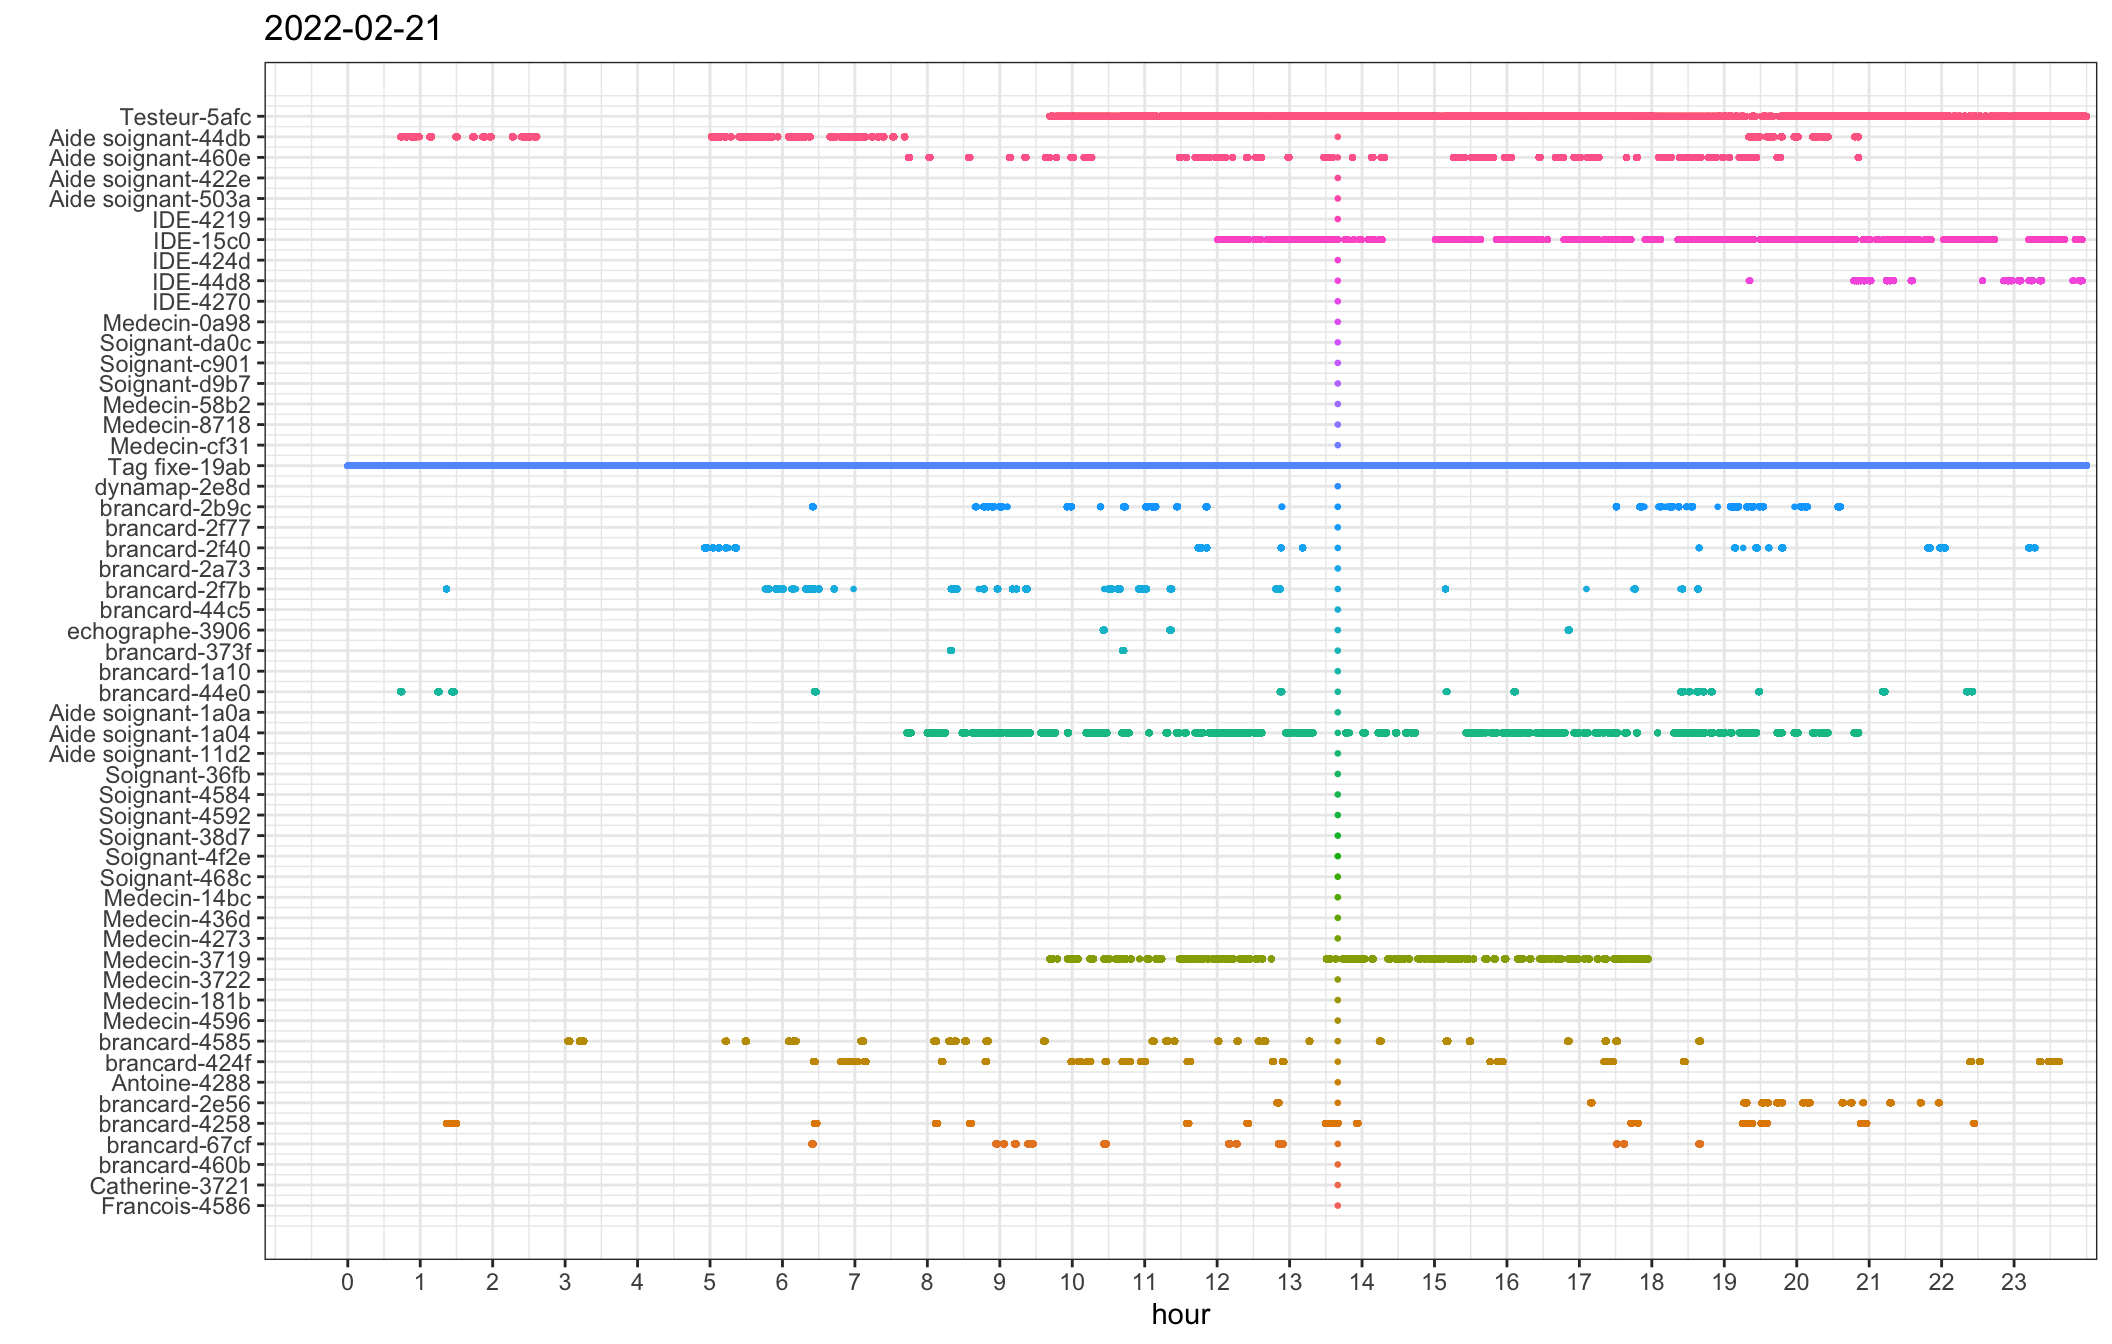 2022-02-21
Testeur-5afc
Aide soignant-44db
Aide soignant-460e
Aide soignant-422e
Aide soignant-503a
IDE-4219
IDE-15c0
IDE-424d
IDE-44d8
IDE-4270
Medecin-0a98
Soignant-da0c
Soignant-c901
Soignant-d9b7
Medecin-58b2
Medecin-8718
Medecin-cf31
Tag fixe-19ab
dynamap-2e8d
brancard-2b9c
brancard-2f77
brancard-2f40
brancard-2a73
brancard-2f7b
brancard-44c5
echographe-3906
brancard-373f
brancard-1a10
brancard-44e0
Aide soignant-1a0a
Aide soignant-1a04
Aide soignant-11d2
Soignant-36fb
Soignant-4584
Soignant-4592
Soignant-38d7
Soignant-4f2e
Soignant-468c
Medecin-14bc
Medecin-436d
Medecin-4273
Medecin-3719
Medecin-3722
Medecin-181b
Medecin-4596
brancard-4585
brancard-424f
Antoine-4288
brancard-2e56
brancard-4258
brancard-67cf
brancard-460b
Catherine-3721
Francois-4586
0 1 2 3 4 5 6 7 8 9 10 11 12 13 14 15 16 17 18 19 20 21 22 23
hour